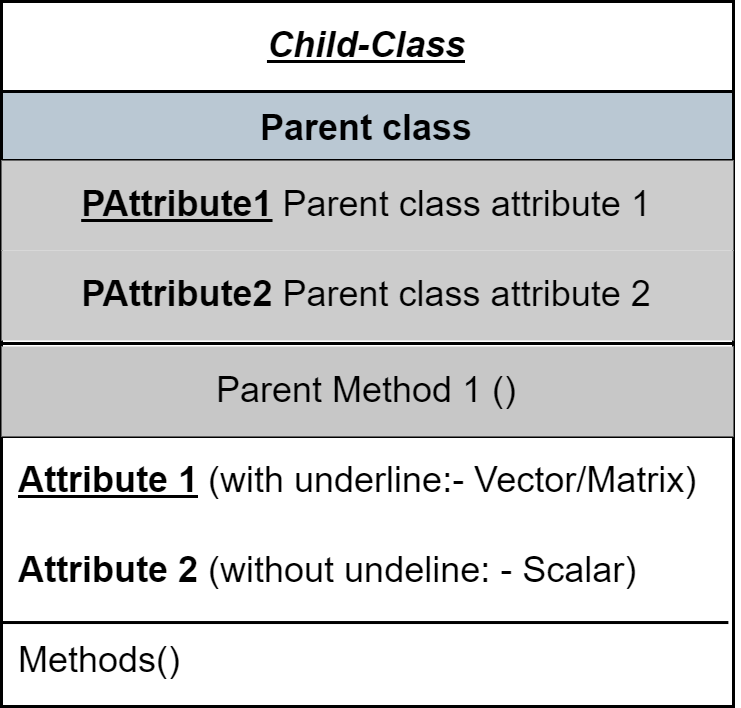 Child-Class
Parent class
PAttribute1 Parent class attribute 1
PAttribute2 Parent class attribute 2
Parent Method 1 ()
Attribute 1 (with underline:- Vector/Matrix)
Attribute 2 (without undeline: - Scalar)
Methods()